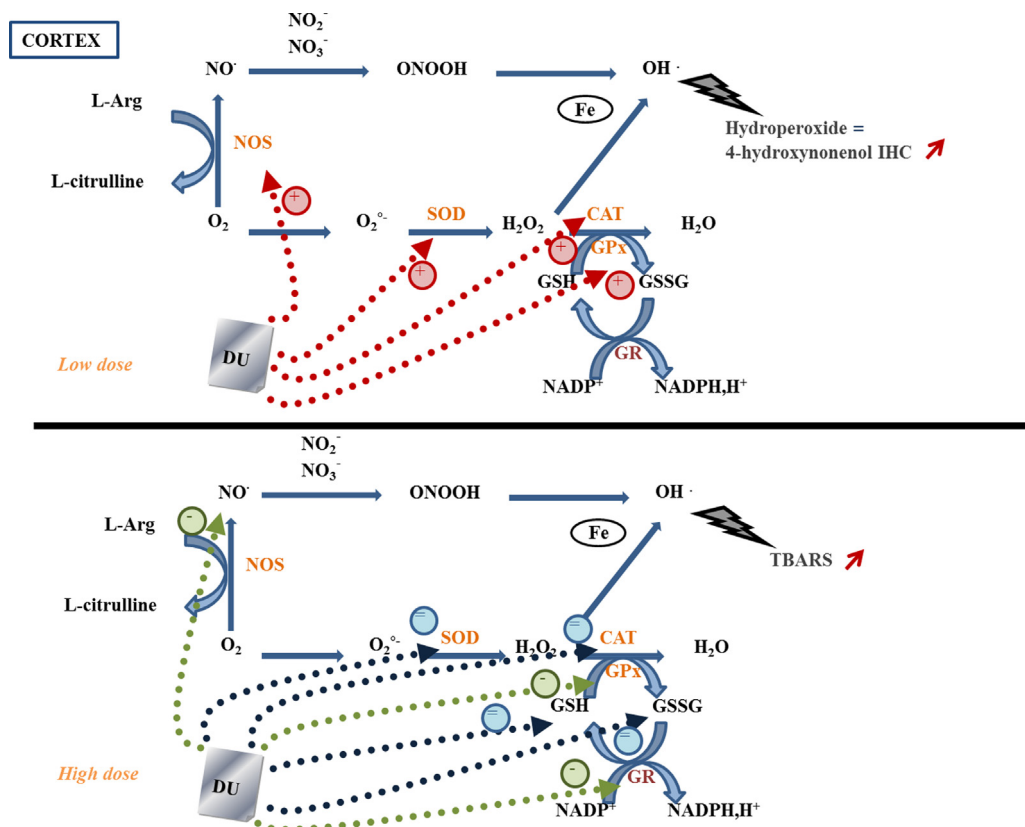 CORTEX
NO₂⁻
NO₃⁻
NO· ONOOH OH ·
L-Arg
Fe
Hydroperoxide =
4-hydroxynonenol IHC
NOS
L-citrulline
+
O₂ O₂°⁻ SOD H₂O₂ CAT H₂O
+ + GPx
GSH + GSSG
DU
GR
Low dose
NADP⁺ NADPH,H⁺
NO₂⁻
NO₃⁻
NO· ONOOH OH ·
L-Arg -
Fe
NOS
TBARS
L-citrulline
= =
O₂ O₂°⁻ SOD H₂O₂ CAT H₂O
- GPx
GSH GSSG
= =
High dose
DU
- GR
NADP⁺ NADPH,H⁺